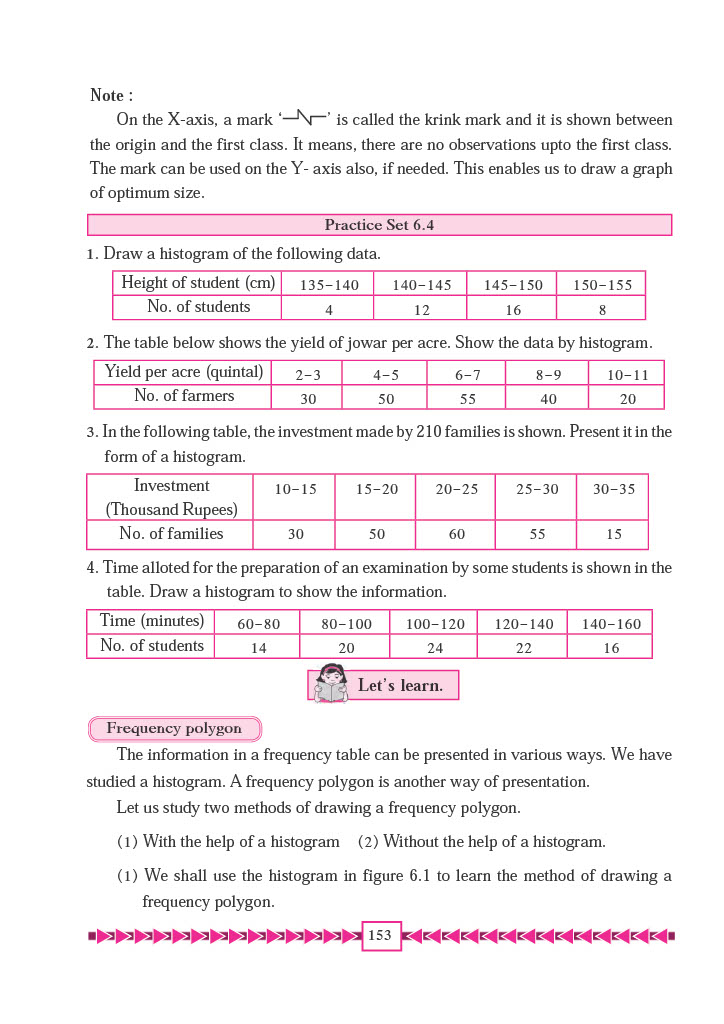 Note :
On the X-axis, a mark ‘ ’ is called the krink mark and it is shown between
the origin and the first class. It means, there are no observations upto the first class.
The mark can be used on the Y- axis also, if needed. This enables us to draw a graph
of optimum size.
Practice Set 6.4
1. Draw a histogram of the following data.
Height of student (cm) 135-140 140-145 145-150 150-155
No. of students 4 12 16 8
2. The table below shows the yield of jowar per acre. Show the data by histogram.
Yield per acre (quintal) 2-3 4-5 6-7 8-9 10-11
No. of farmers 30 50 55 40 20
3. In the following table, the investment made by 210 families is shown. Present it in the
form of a histogram.
Investment 10-15 15-20 20-25 25-30 30-35
(Thousand Rupees)
No. of families 30 50 60 55 15
4. Time alloted for the preparation of an examination by some students is shown in the
table. Draw a histogram to show the information.
Time (minutes) 60-80 80-100 100-120 120-140 140-160
No. of students 14 20 24 22 16
Let's learn.
Frequency polygon
The information in a frequency table can be presented in various ways. We have
studied a histogram. A frequency polygon is another way of presentation.
Let us study two methods of drawing a frequency polygon.
(1) With the help of a histogram (2) Without the help of a histogram.
(1) We shall use the histogram in figure 6.1 to learn the method of drawing a
frequency polygon.
153